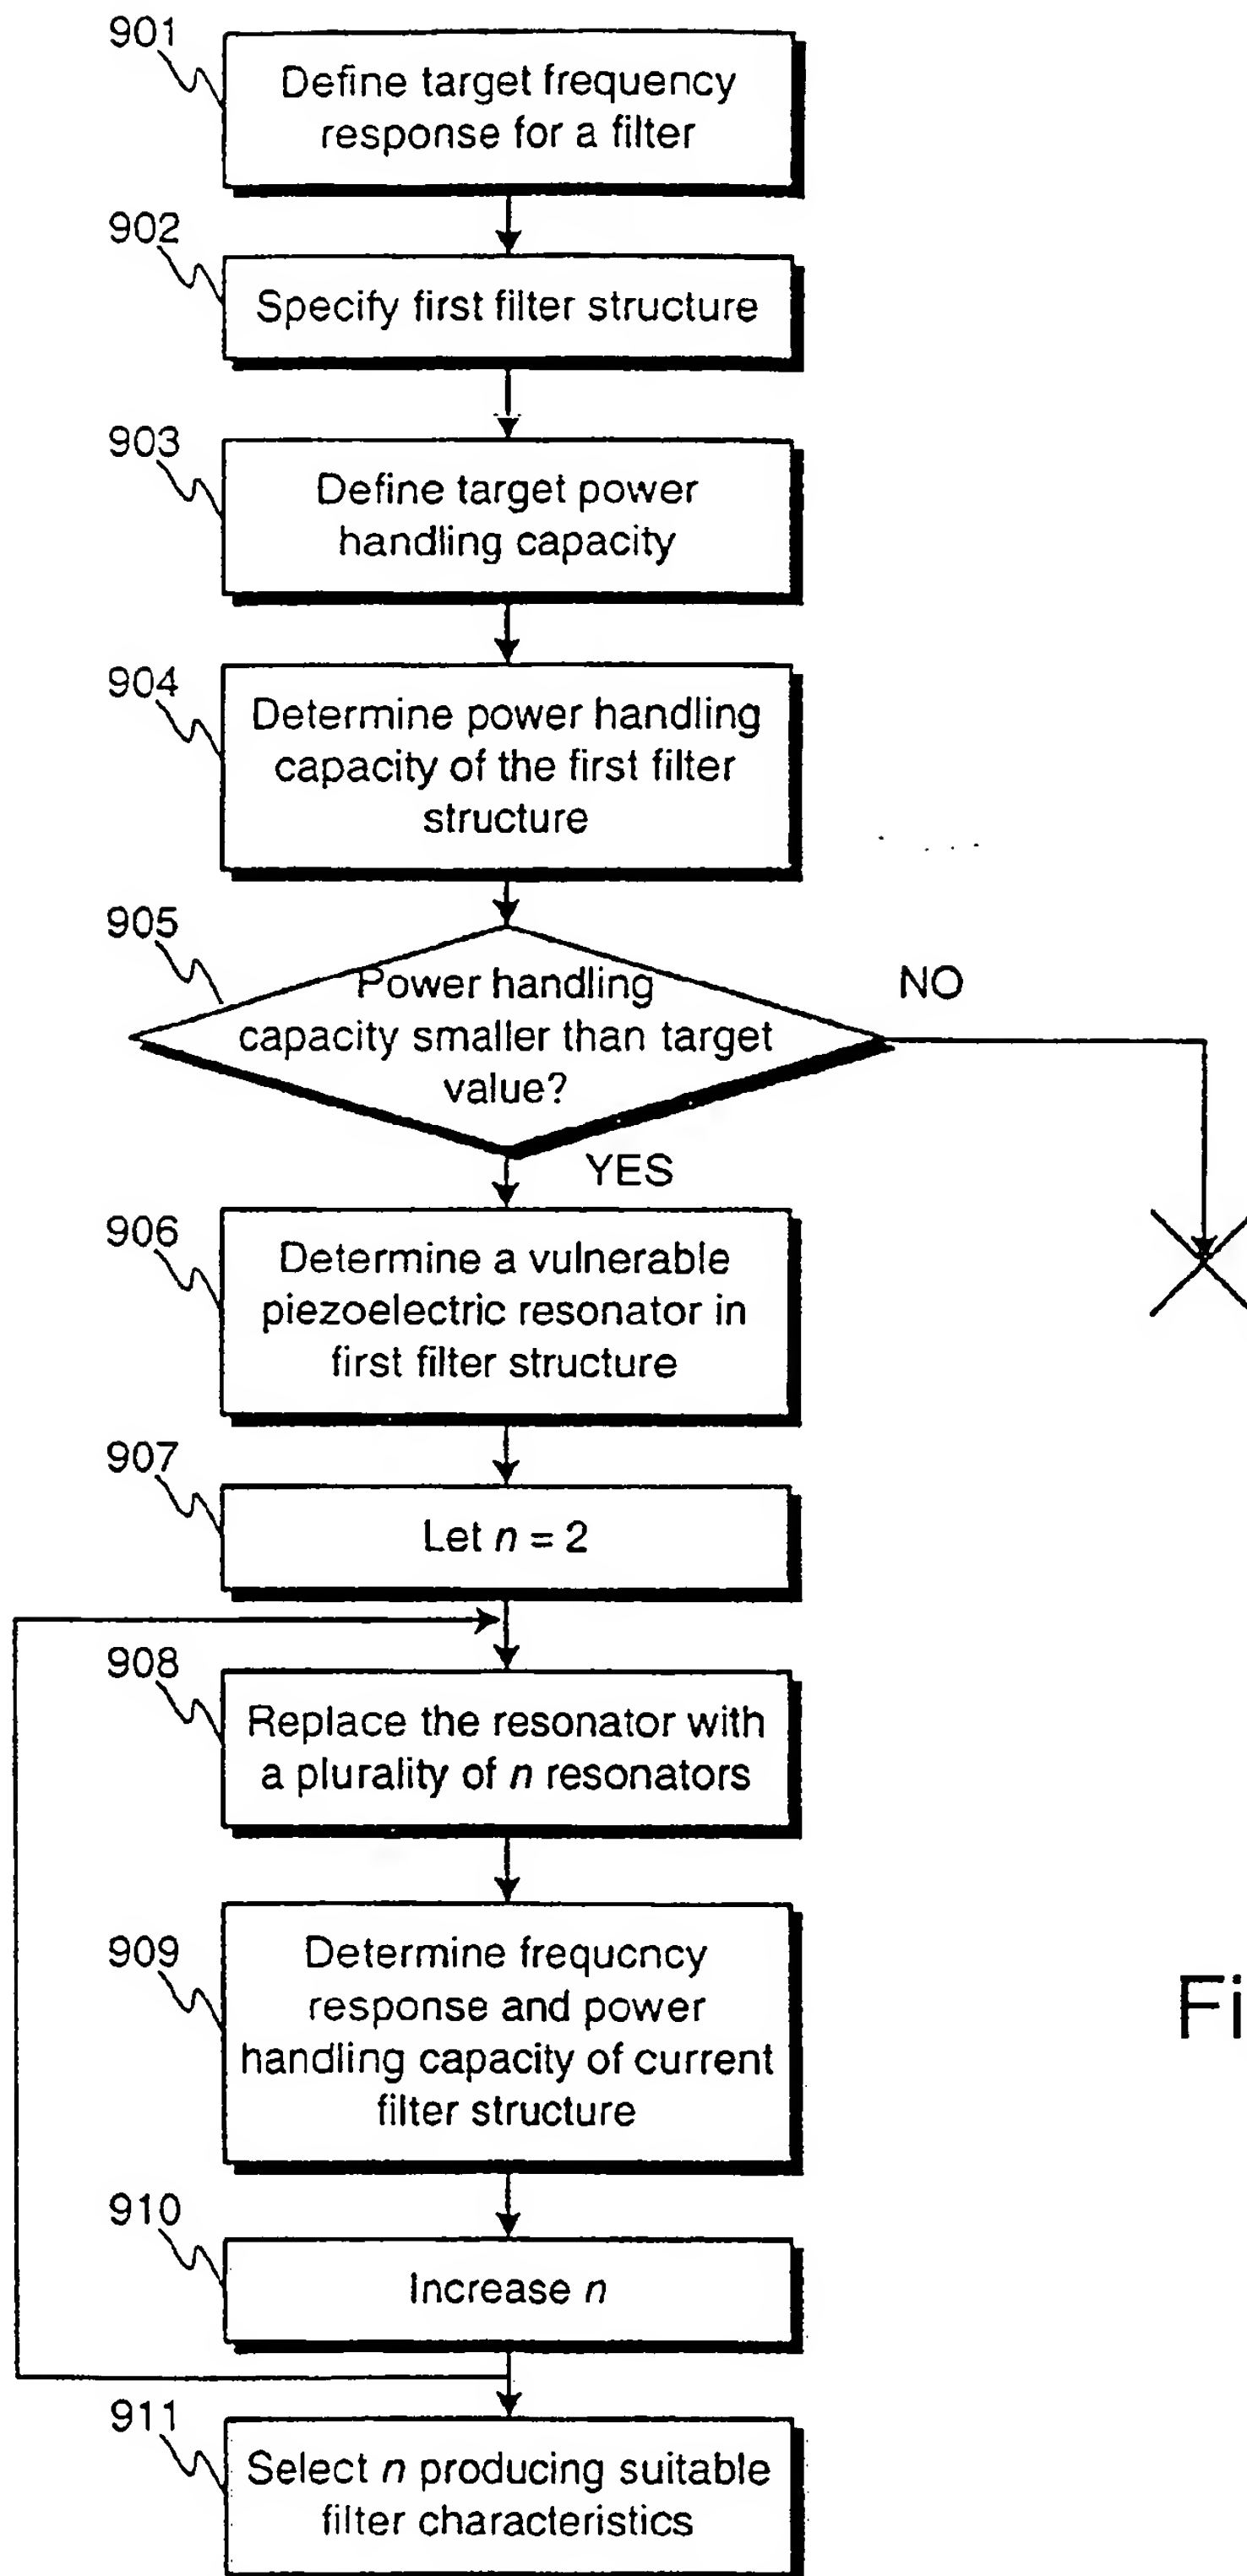 901
Define target frequency
response for a filter
902
Specify first filter structure
903
Define target power
handling capacity
904
Determine power handling
capacity of the first filter
structure
905
Power handling
capacity smaller than target
value?
NO
YES
906
Determine a vulnerable
piezoelectric resonator in
first filter structure
907
Let n = 2
908
Replace the resonator with
a plurality of n resonators
909
Determine frequcncy
response and power
handling capacity of current
filter structure
910
Increase n
911
Select n producing suitable
filter characteristics
Fi